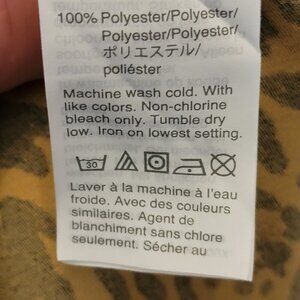 100% Polyester/Polyester/
Polyester/Polyester/
ポリエステル/
poliéster
Machine wash cold. With
like colors. Non-chlorine
bleach only. Tumble dry
low. Iron on lowest setting.
30
Laver à la machine à l'eau
froide. Avec des couleurs
similaires. Agent de
blanchiment sans chlore
seulement. Sécher au